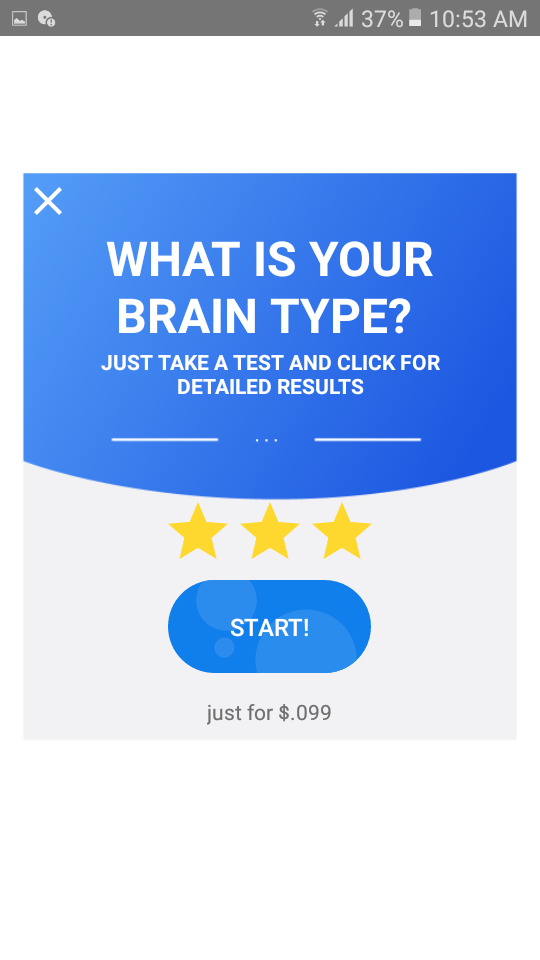 37% 10:53 AM
WHAT IS YOUR
BRAIN TYPE?
JUST TAKE A TEST AND CLICK FOR
DETAILED RESULTS
...
START!
just for $.099